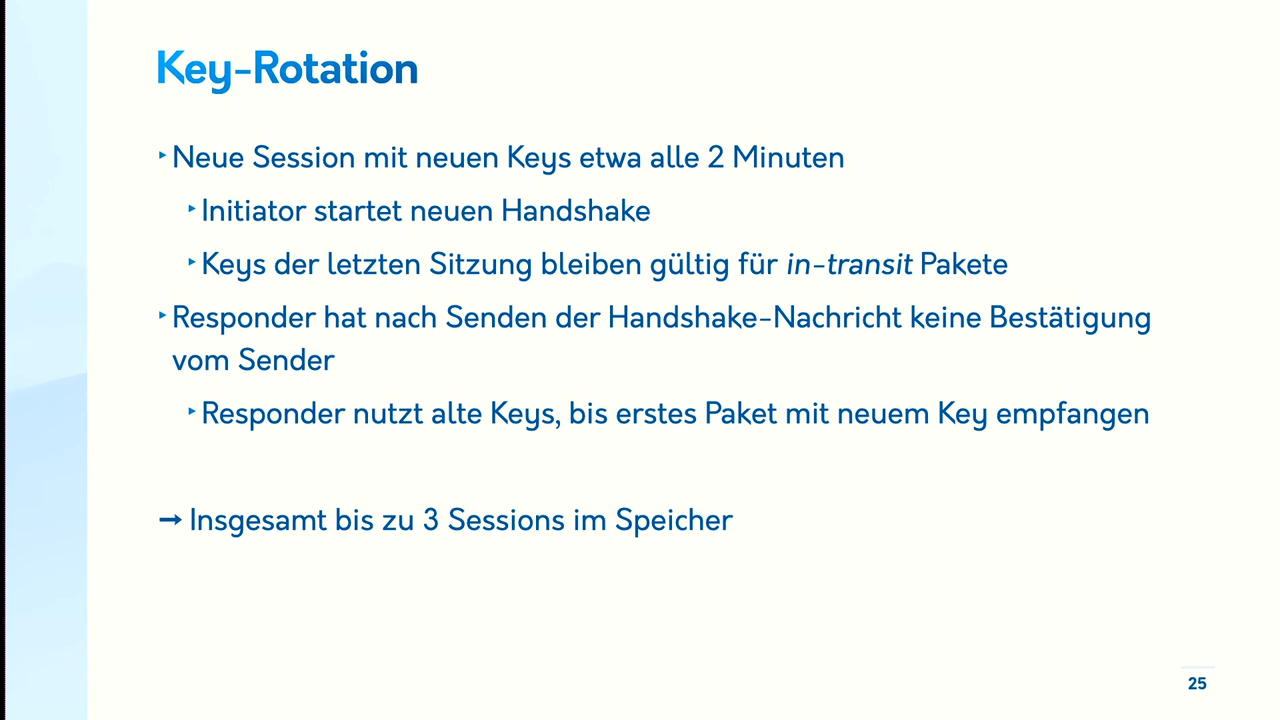 Key-Rotation
‣ Neue Session mit neuen Keys etwa alle 2 Minuten
‣ Initiator startet neuen Handshake
‣ Keys der letzten Sitzung bleiben gültig für in-transit Pakete
‣ Responder hat nach Senden der Handshake-Nachricht keine Bestätigung
vom Sender
‣ Responder nutzt alte Keys, bis erstes Paket mit neuem Key empfangen
→ Insgesamt bis zu 3 Sessions im Speicher
25